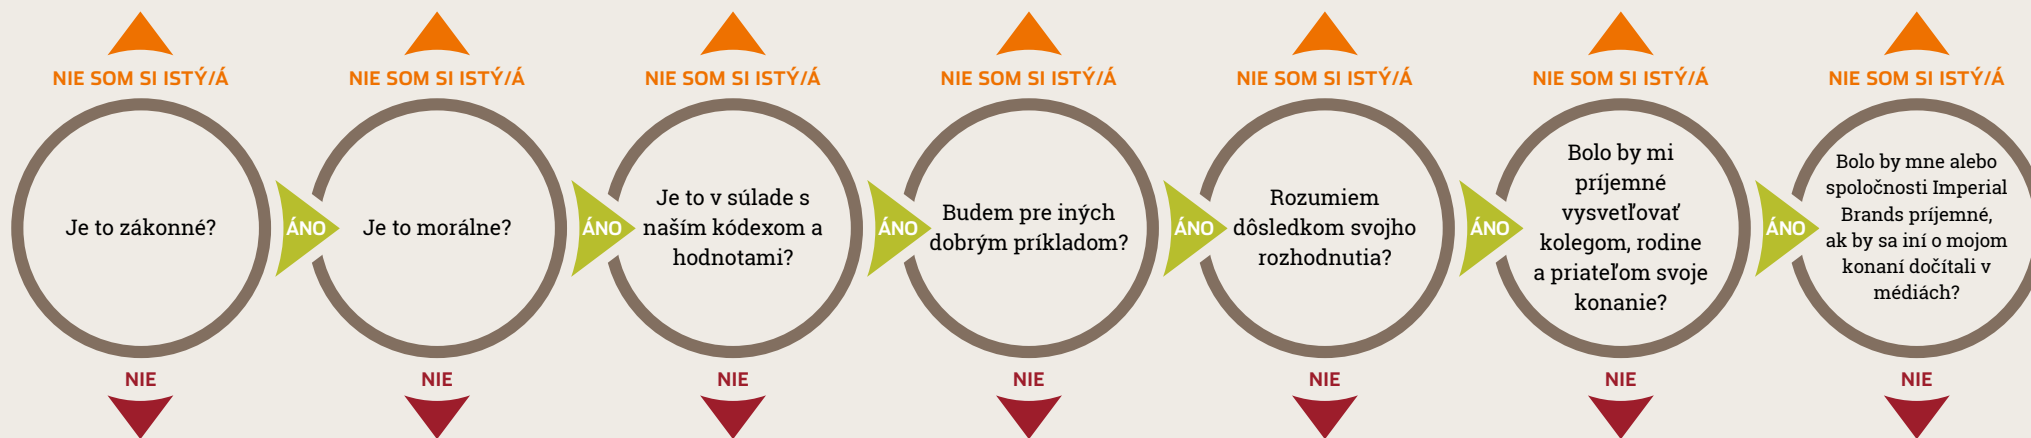 NIE SOM SI ISTÝ/Á
NIE SOM SI ISTÝ/Á
NIE SOM SI ISTÝ/Á
NIE SOM SI ISTÝ/Á
NIE SOM SI ISTÝ/Á
NIE SOM SI ISTÝ/Á
NIE SOM SI ISTÝ/Á
Je to zákonné?
ÁNO
Je to morálne?
ÁNO
Je to v súlade s
naším kódexom a
hodnotami?
ÁNO
Budem pre iných
dobrým príkladom?
ÁNO
Rozumiem
dôsledkom svojho
rozhodnutia?
ÁNO
Bolo by mi
príjemné
vysvetľovať
kolegom, rodine
a priateľom svoje
konanie?
ÁNO
Bolo by mne alebo
spoločnosti Imperial
Brands príjemné,
ak by sa iní o mojom
konaní dočítali v
médiách?
NIE
NIE
NIE
NIE
NIE
NIE
NIE